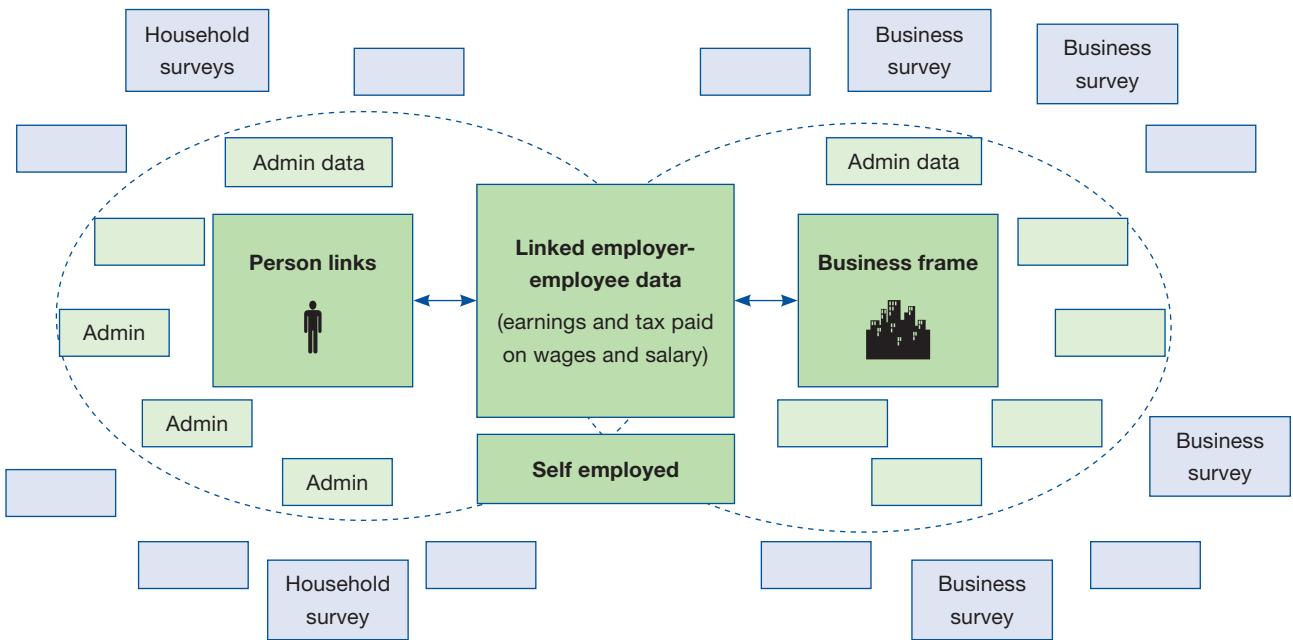 Household
surveys
Business
survey
Business
survey
Admin data
Admin data
Person links
Linked employer-
employee data
(earnings and tax paid
on wages and salary)
Business frame
Admin
Admin
Admin
Self employed
Business
survey
Household
survey
Business
survey